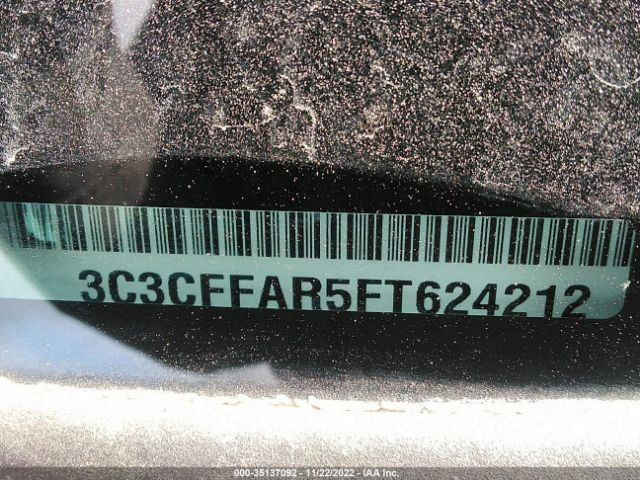 3C3CFFAR5FT624212
000-35137092 - 11/22/2022 - IAA Inc.